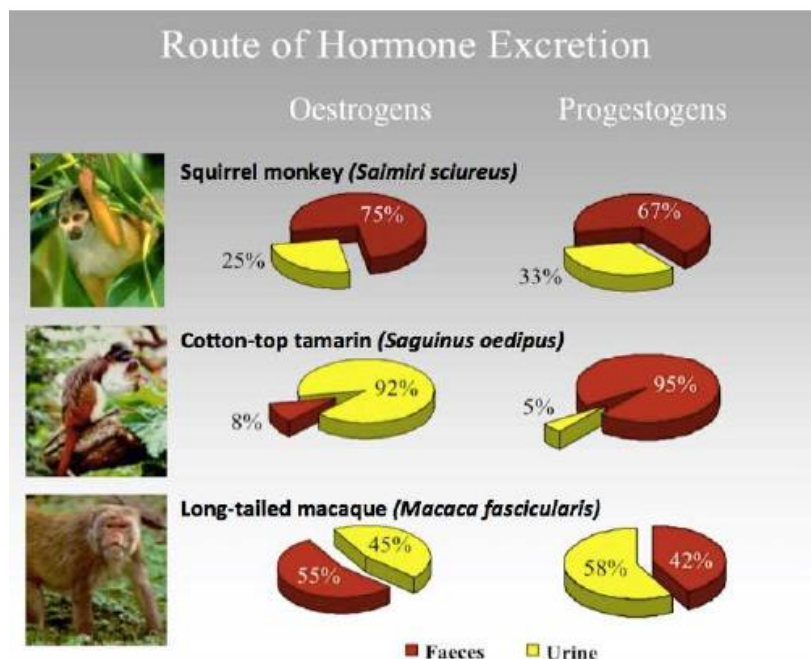 Route of Hormone Excretion
Oestrogens Progestogens
Squirrel monkey (Saimiri sciureus)
75%
25%
67%
33%
Cotton-top tamarin (Saguinus oedipus)
92%
8%
95%
5%
Long-tailed macaque (Macaca fascicularis)
45%
55%
58%
42%
Faeces Urine